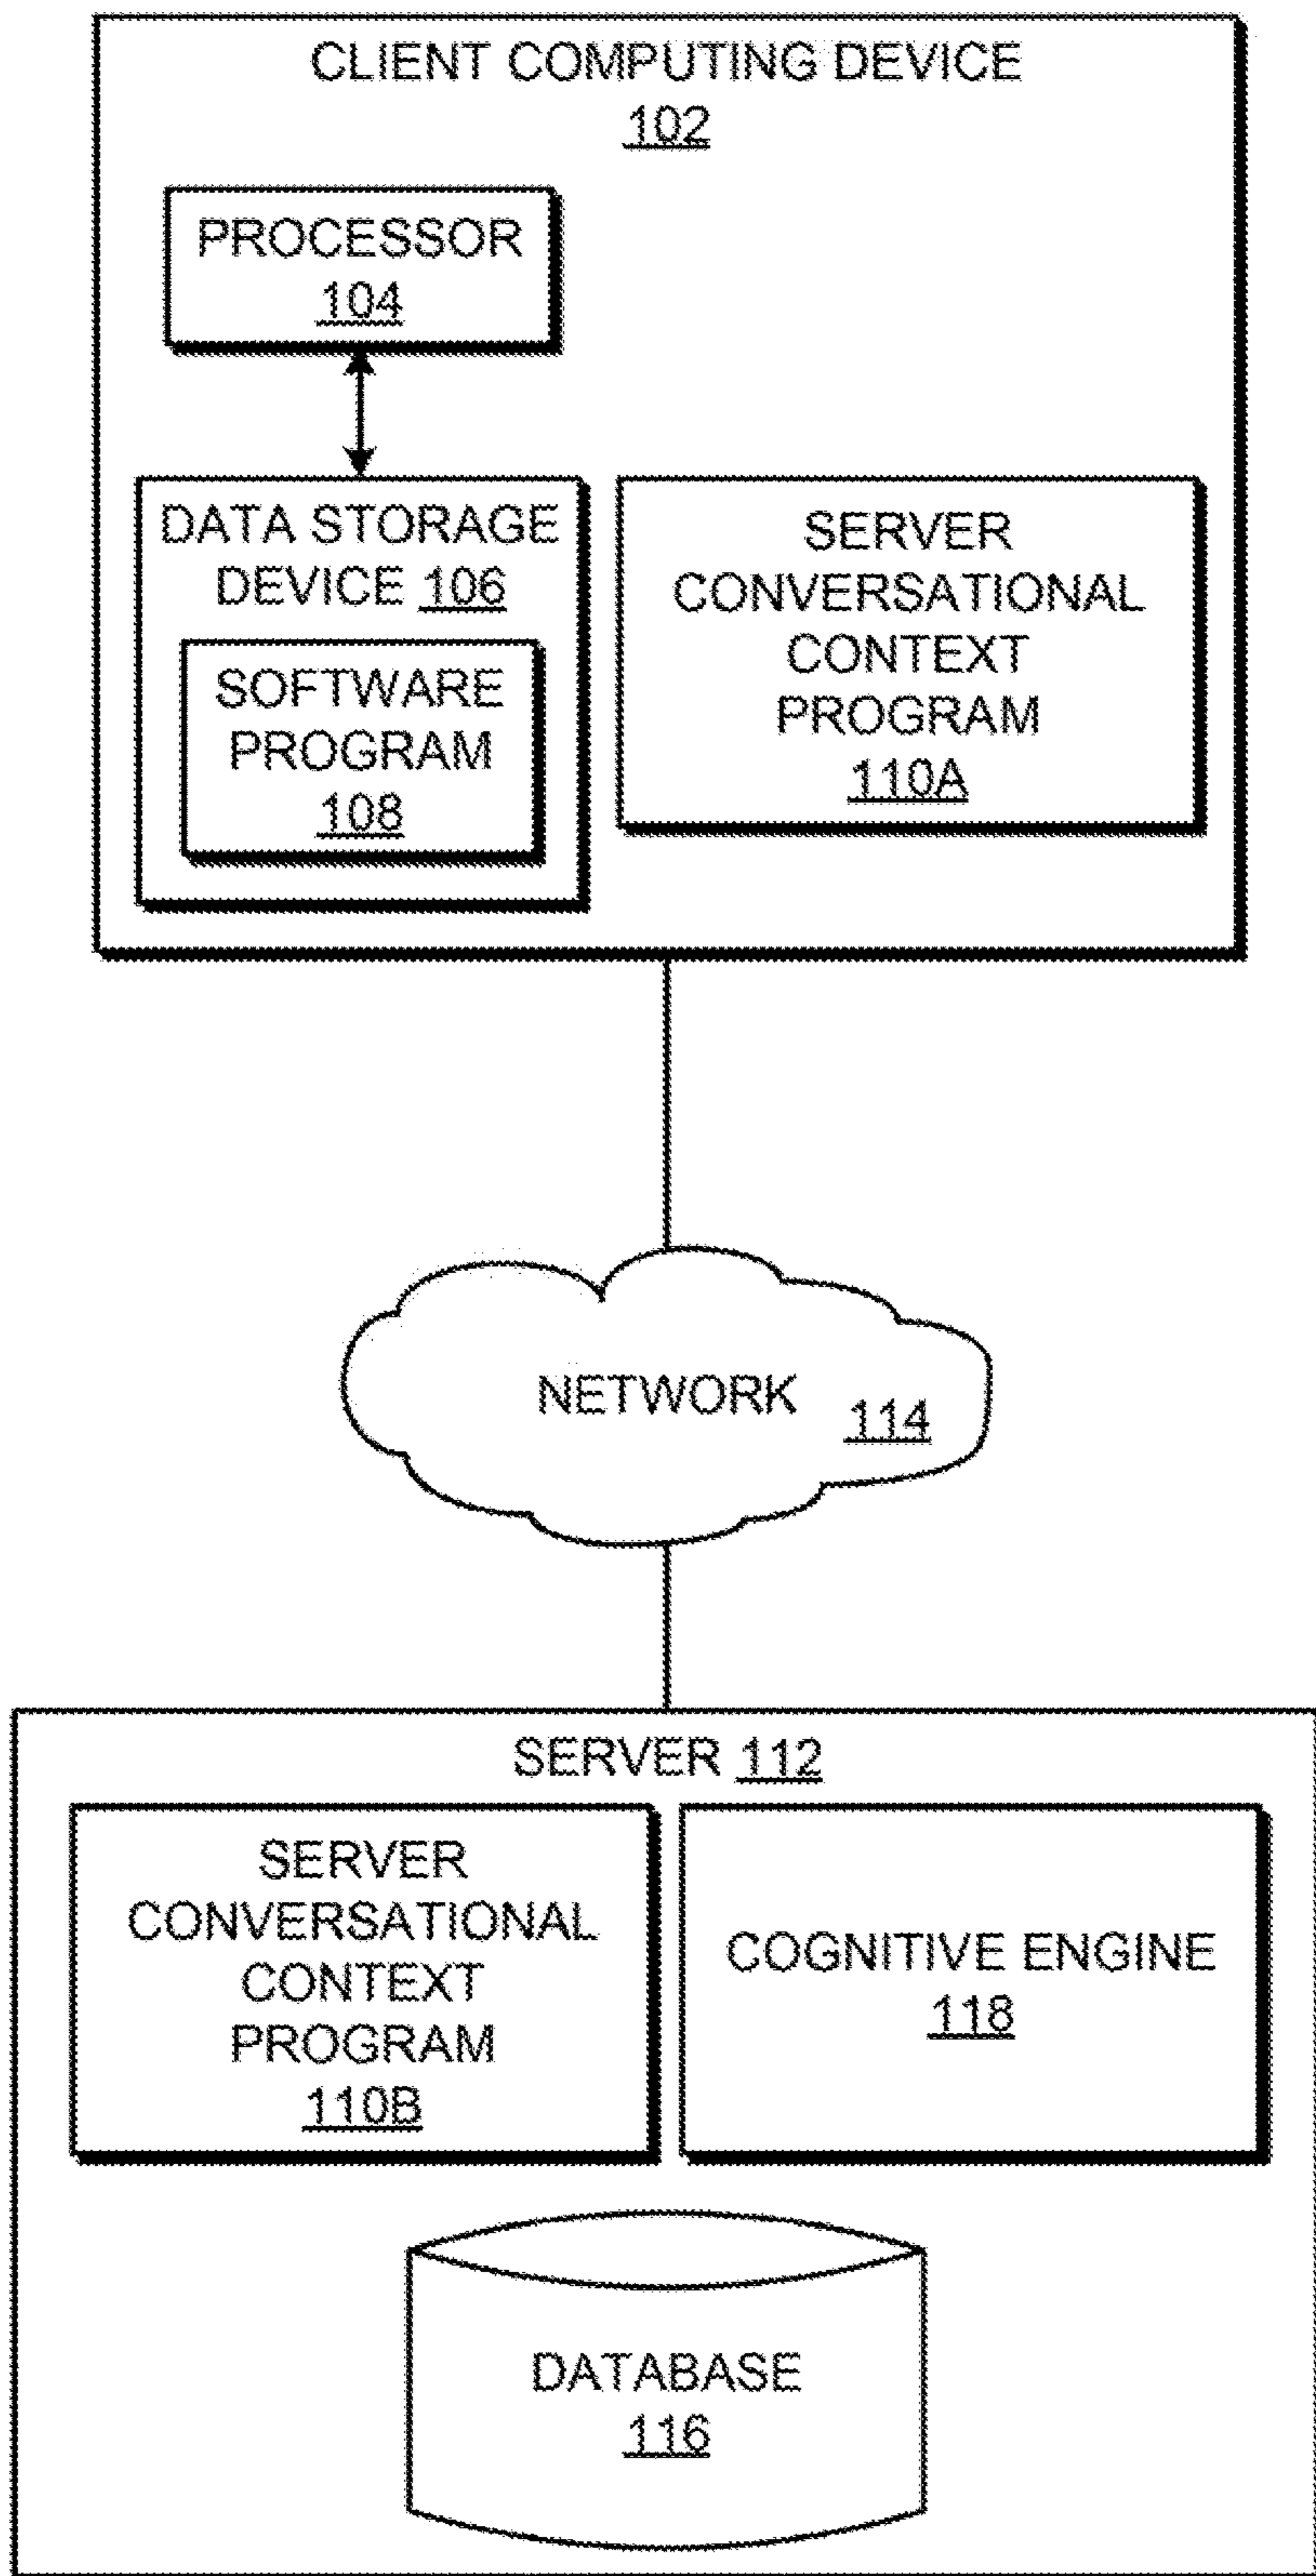 CLIENT COMPUTING DEVICE
102
PROCESSOR
104
DATA STORAGE
DEVICE 106
SOFTWARE
PROGRAM
108
SERVER
CONVERSATIONAL
CONTEXT
PROGRAM
110A
NETWORK 114
SERVER 112
SERVER
CONVERSATIONAL
CONTEXT
PROGRAM
110B
COGNITIVE ENGINE
118
DATABASE
116